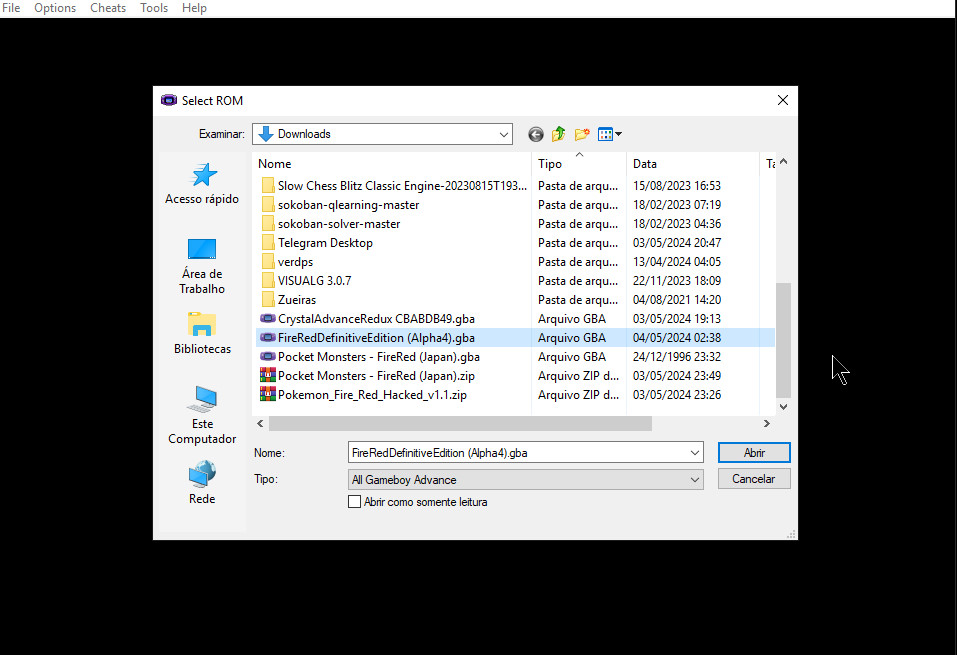 File Options Cheats Tools Help
Select ROM
Examinar: Downloads
Acesso rápido
Área de
Trabalho
Bibliotecas
Este
Computador
Rede
Nome Tipo Data Ta
Slow Chess Blitz Classic Engine-20230815T193... Pasta de arqu... 15/08/2023 16:53
sokoban-qlearning-master Pasta de arqu... 18/02/2023 07:19
sokoban-solver-master Pasta de arqu... 18/02/2023 04:36
Telegram Desktop Pasta de arqu... 03/05/2024 20:47
verdps Pasta de arqu... 13/04/2024 04:05
VISUALG 3.0.7 Pasta de arqu... 22/11/2023 18:09
Zueiras Pasta de arqu... 04/08/2021 14:20
CrystalAdvanceRedux CBABDB49.gba Arquivo GBA 03/05/2024 19:13
FireRedDefinitiveEdition (Alpha4).gba Arquivo GBA 04/05/2024 02:38
Pocket Monsters - FireRed (Japan).gba Arquivo GBA 24/12/1996 23:32
Pocket Monsters - FireRed (Japan).zip Arquivo ZIP d... 03/05/2024 23:49
Pokemon_Fire_Red_Hacked_v1.1.zip Arquivo ZIP d... 03/05/2024 23:26
Nome: FireRedDefinitiveEdition (Alpha4).gba Abrir
Tipo: All Gameboy Advance Cancelar
Abrir como somente leitura